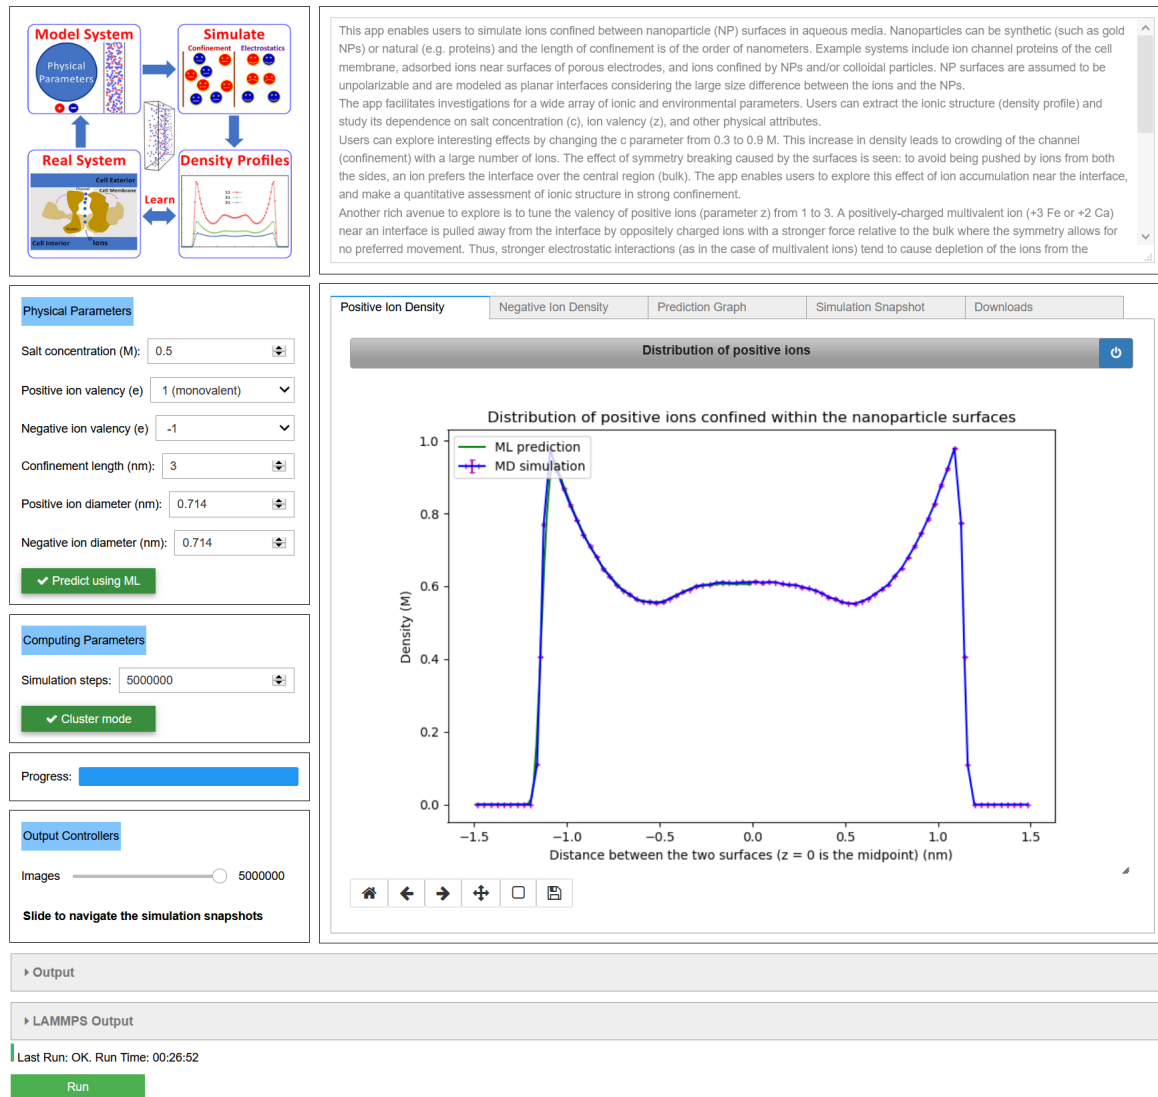 Model System
Simulate
Confinement Electrostatics
Physical
Parameters
Real System
Density Profiles
Cell Exterior
Channel
Cell Membrane
Learn
Cell Interior
Ions
This app enables users to simulate ions confined between nanoparticle (NP) surfaces in aqueous media. Nanoparticles can be synthetic (such as gold
NPs) or natural (e.g. proteins) and the length of confinement is of the order of nanometers. Example systems include ion channel proteins of the cell
membrane, adsorbed ions near surfaces of porous electrodes, and ions confined by NPs and/or colloidal particles. NP surfaces are assumed to be
unpolarizable and are modeled as planar interfaces considering the large size difference between the ions and the NPs.
The app facilitates investigations for a wide array of ionic and environmental parameters. Users can extract the ionic structure (density profile) and
study its dependence on salt concentration (c), ion valency (z), and other physical attributes.
Users can explore interesting effects by changing the c parameter from 0.3 to 0.9 M. This increase in density leads to crowding of the channel
(confinement) with a large number of ions. The effect of symmetry breaking caused by the surfaces is seen: to avoid being pushed by ions from both
the sides, an ion prefers the interface over the central region (bulk). The app enables users to explore this effect of ion accumulation near the interface,
and make a quantitative assessment of ionic structure in strong confinement.
Another rich avenue to explore is to tune the valency of positive ions (parameter z) from 1 to 3. A positively-charged multivalent ion (+3 Fe or +2 Ca)
near an interface is pulled away from the interface by oppositely charged ions with a stronger force relative to the bulk where the symmetry allows for
no preferred movement. Thus, stronger electrostatic interactions (as in the case of multivalent ions) tend to cause depletion of the ions from the
Physical Parameters
Salt concentration (M): 0.5
Positive ion valency (e) 1 (monovalent)
Negative ion valency (e) -1
Confinement length (nm): 3
Positive ion diameter (nm): 0.714
Negative ion diameter (nm): 0.714
Predict using ML
Computing Parameters
Simulation steps: 5000000
Cluster mode
Progress:
Output Controllers
Images 5000000
Slide to navigate the simulation snapshots
Positive Ion Density Negative Ion Density Prediction Graph Simulation Snapshot Downloads
Distribution of positive ions
Distribution of positive ions confined within the nanoparticle surfaces
ML prediction
MD simulation
Density (M)
1.0
0.8
0.6
0.4
0.2
0.0
−1.5 −1.0 −0.5 0.0 0.5 1.0 1.5
Distance between the two surfaces (z = 0 is the midpoint) (nm)
Output
LAMMPS Output
Last Run: OK. Run Time: 00:26:52
Run